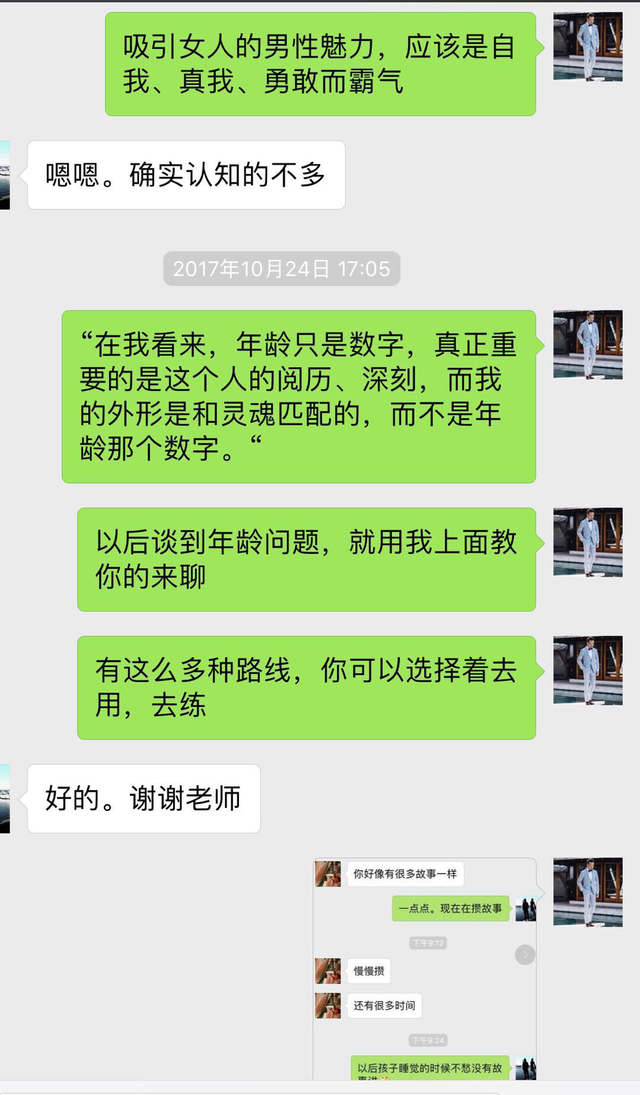 吸引女人的男性魅力，应该是自
我、真我、勇敢而霸气
嗯嗯。确实认知的不多
2017年10月24日 17:05
“在我看来，年龄只是数字，真正重
要的是这个人的阅历、深刻，而我
的外形是和灵魂匹配的，而不是年
龄那个数字。“
以后谈到年龄问题，就用我上面教
你的来聊
有这么多种路线，你可以选择着去
用，去练
好的。谢谢老师
你好像有很多故事一样
一点点。现在在攒故事
下午9:12
慢慢攒
还有很多时间
下午9:24
以后孩子睡觉的时候不愁没有故
事讲